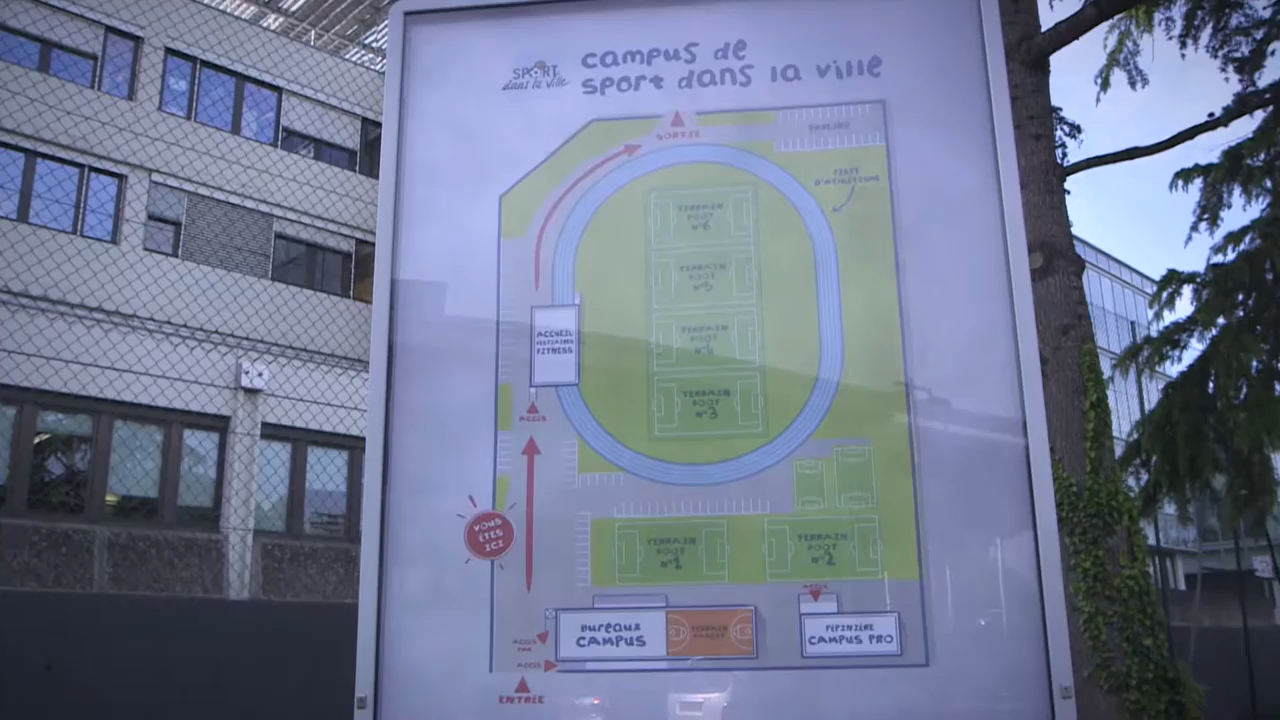 SPORT
dans la ville
campus de
sport dans la ville
SORTIE
PARKING
PISTE
D'ATHLÉTISME
TERRAIN
FOOT
N°6
TERRAIN
FOOT
N°5
TERRAIN
FOOT
N°4
TERRAIN
FOOT
N°3
ACCUEIL
VESTIAIRES
FITNESS
ACCÈS
VOUS
ÊTES
ICI
TERRAIN
FOOT
N°1
TERRAIN
FOOT
N°2
ACCÈS
BUREAUX
CAMPUS
TERRAIN
BASKET
PÉPINIÈRE
CAMPUS PRO
ACCÈS
ACCÈS
ENTRÉE